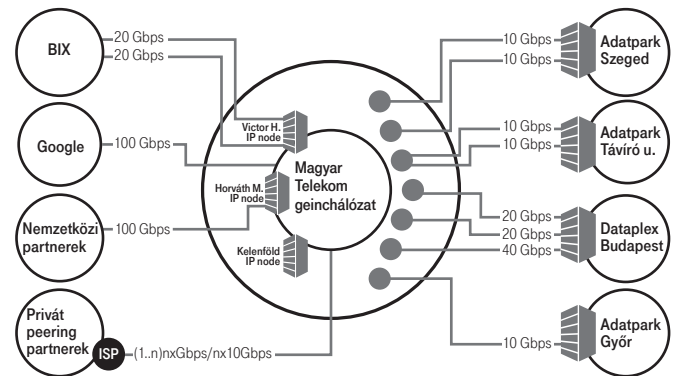 BIX
20 Gbps
20 Gbps
Google
100 Gbps
Nemzetközi
partnerek
100 Gbps
Privát
peering
partnerek
ISP
(1..n)nxGbps/nx10Gbps
Victor H.
IP node
Horváth M.
IP node
Kelenföld
IP node
Magyar
Telekom
geinchálózat
10 Gbps
10 Gbps
Adatpark
Szeged
10 Gbps
10 Gbps
Adatpark
Távíró u.
20 Gbps
20 Gbps
40 Gbps
Dataplex
Budapest
10 Gbps
Adatpark
Győr